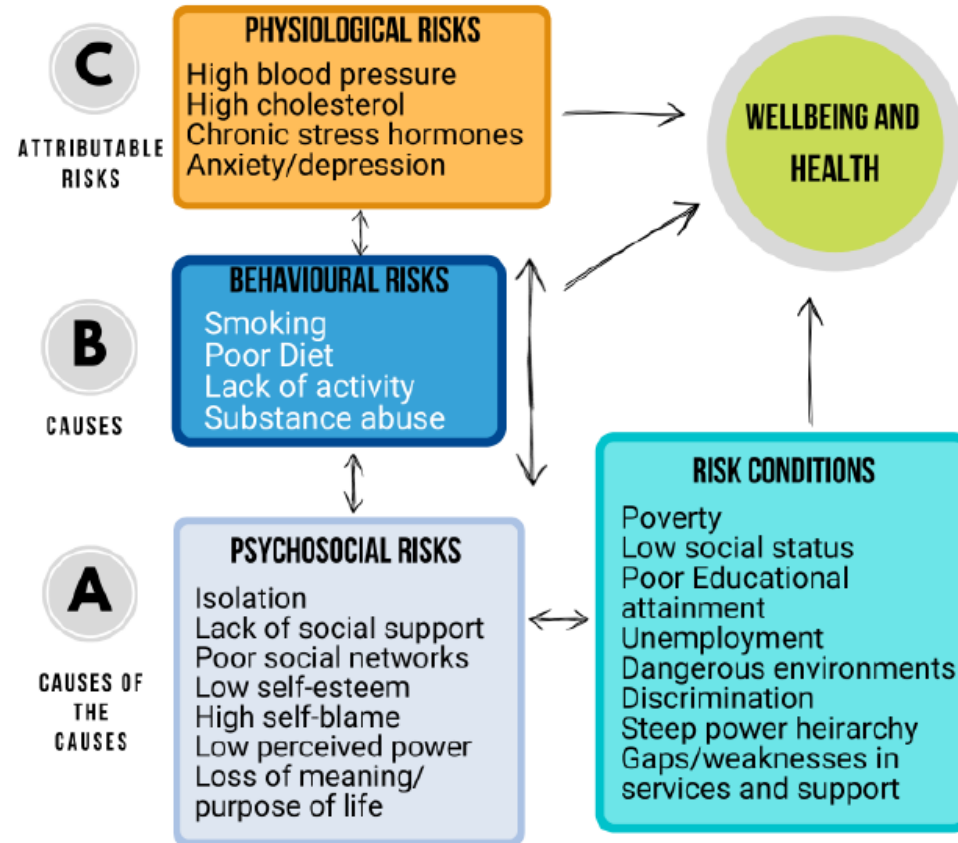 C
ATTRIBUTABLE
RISKS
PHYSIOLOGICAL RISKS
High blood pressure
High cholesterol
Chronic stress hormones
Anxiety/depression
WELLBEING AND
HEALTH
B
CAUSES
BEHAVIOURAL RISKS
Smoking
Poor Diet
Lack of activity
Substance abuse
A
CAUSES OF
THE
CAUSES
PSYCHOSOCIAL RISKS
Isolation
Lack of social support
Poor social networks
Low self-esteem
High self-blame
Low perceived power
Loss of meaning/
purpose of life
RISK CONDITIONS
Poverty
Low social status
Poor Educational
attainment
Unemployment
Dangerous environments
Discrimination
Steep power heirarchy
Gaps/weaknesses in
services and support